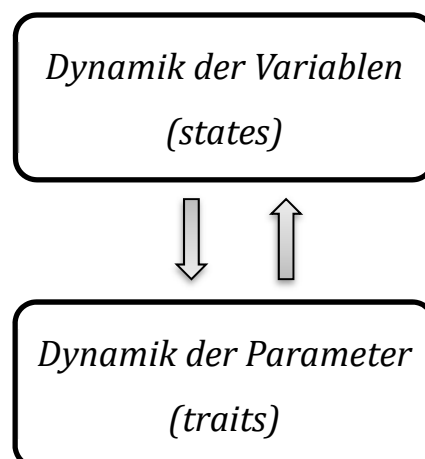 Dynamik der Variablen
(states)
Dynamik der Parameter
(traits)